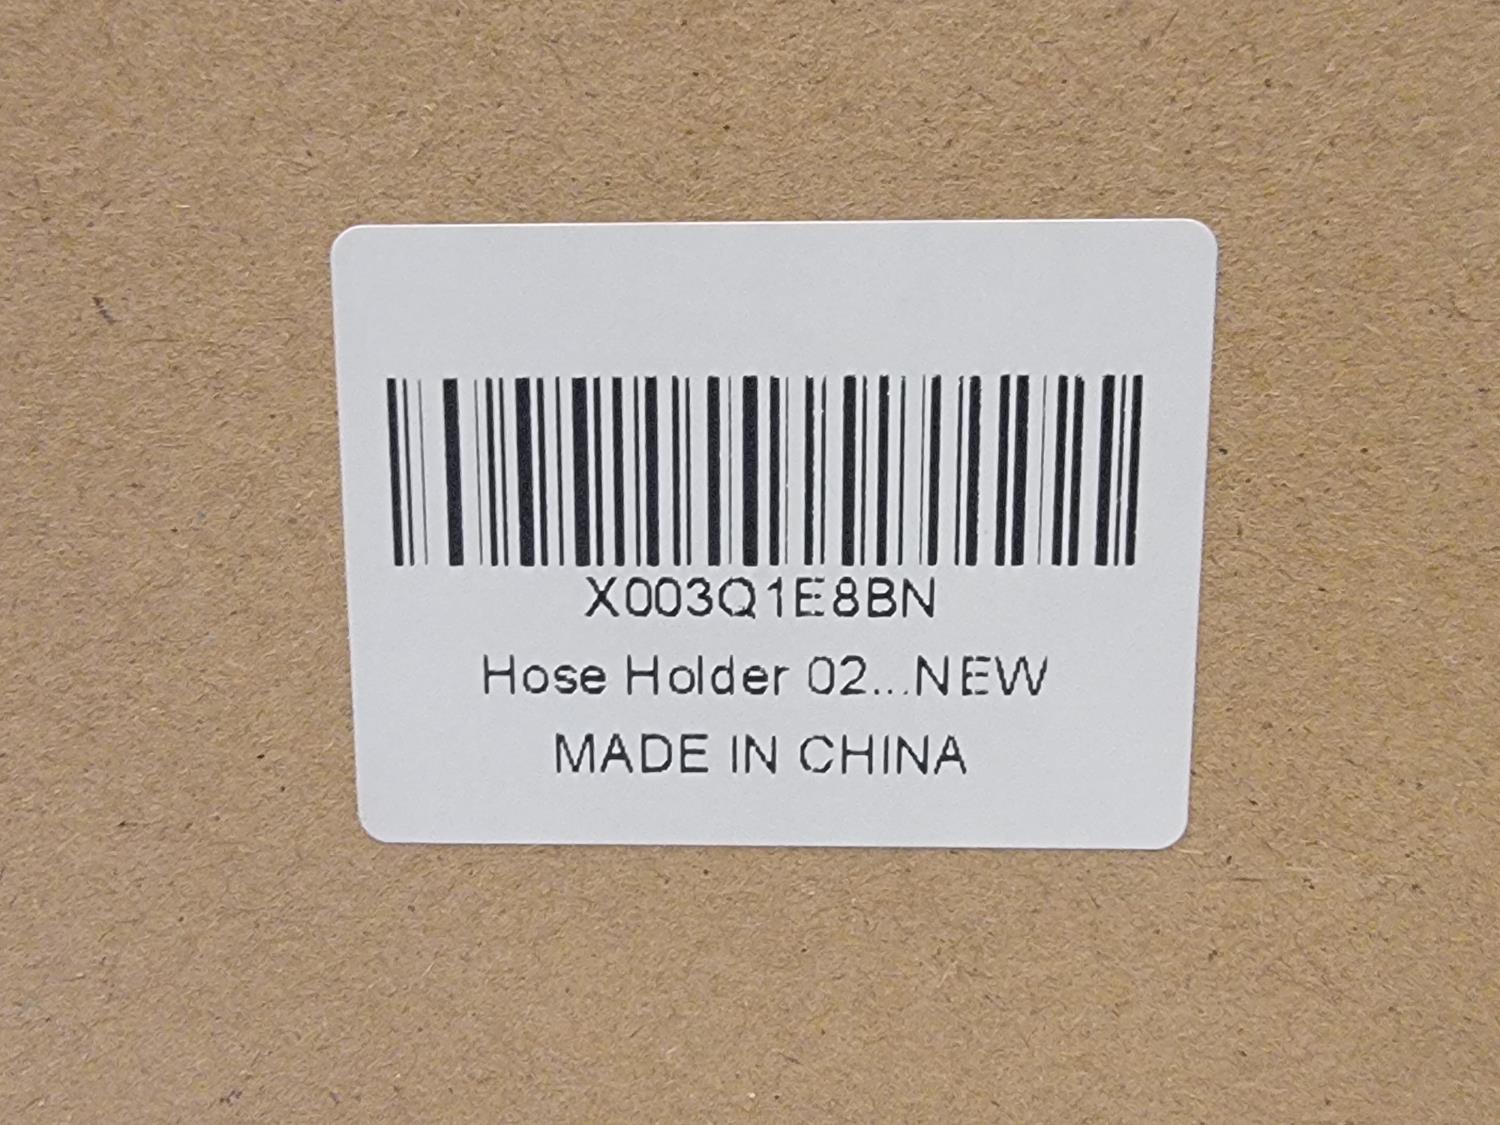 X003Q1E8BN
Hose Holder 02...NEW
MADE IN CHINA